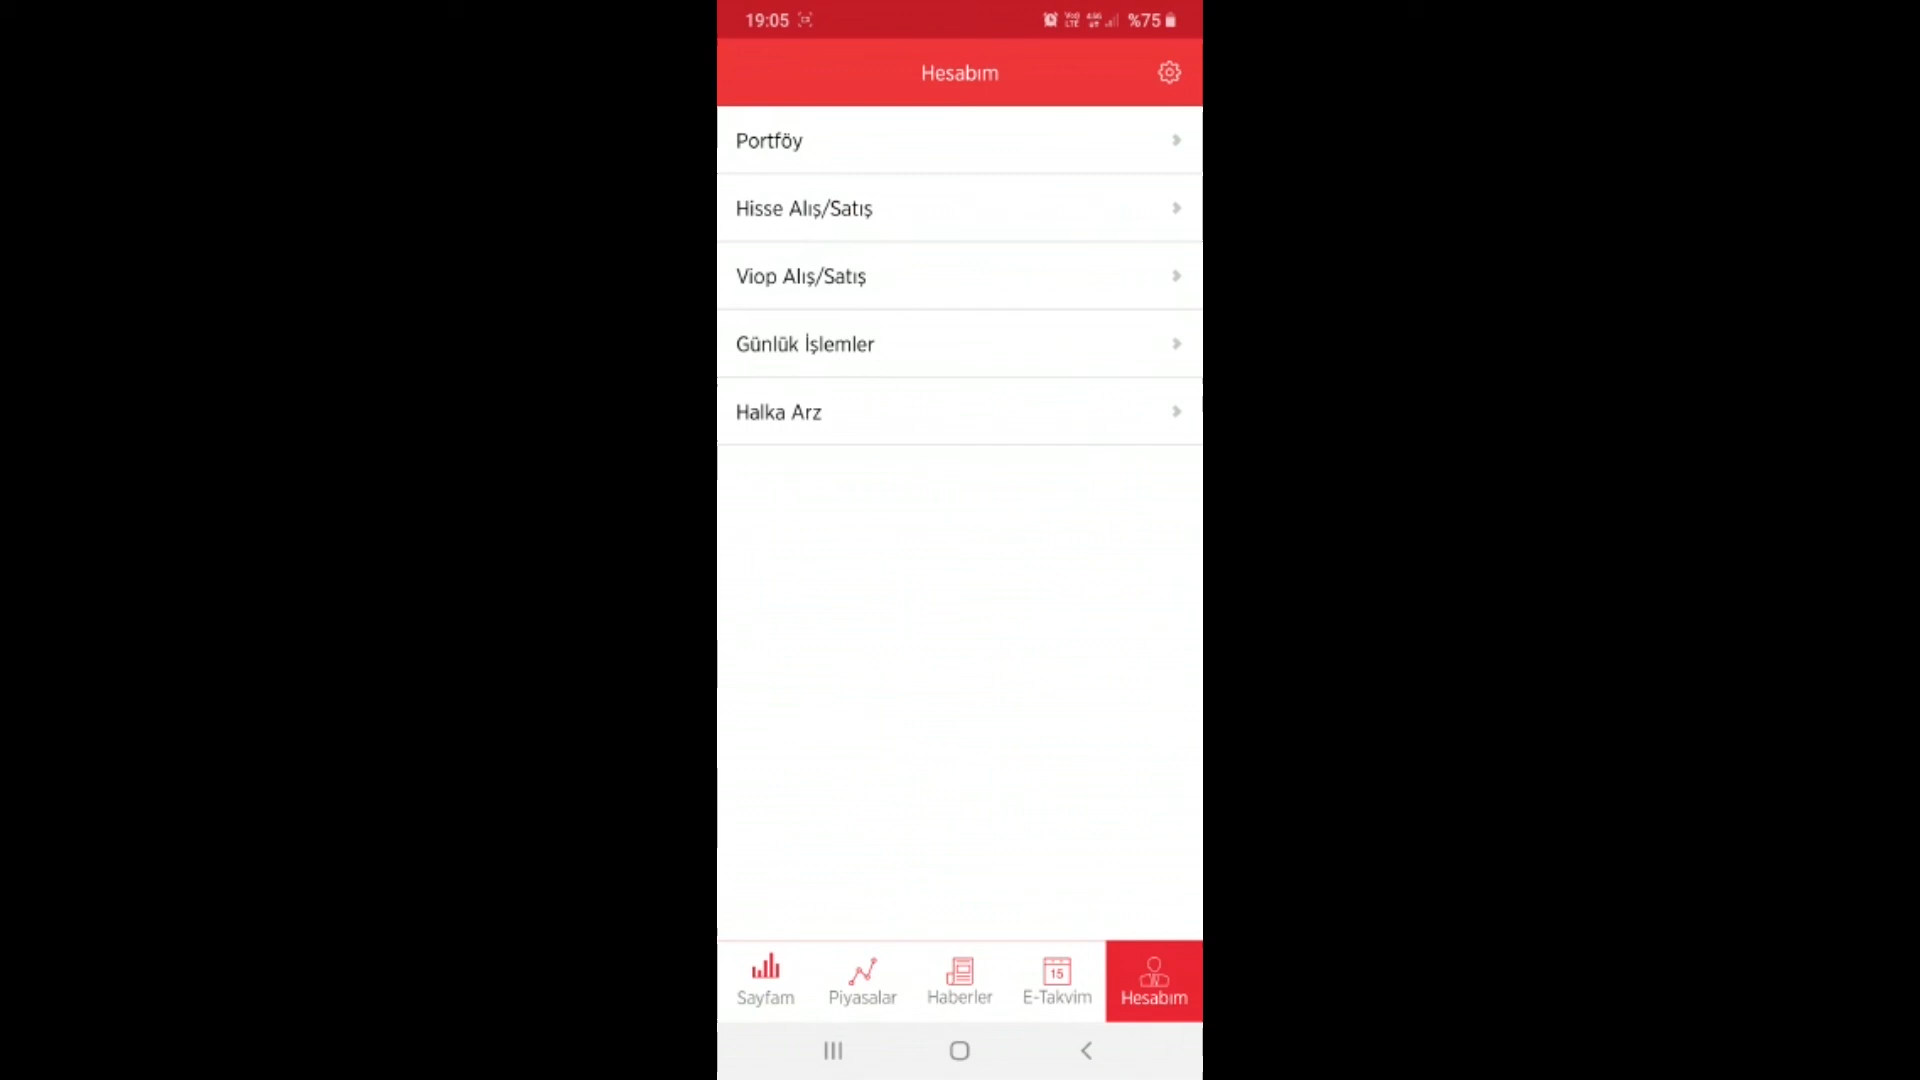 19:05 %75
Hesabım
Portföy
Hisse Alış/Satış
Viop Alış/Satış
Günlük İşlemler
Halka Arz
15
Sayfam Piyasalar Haberler E-Takvim Hesabım